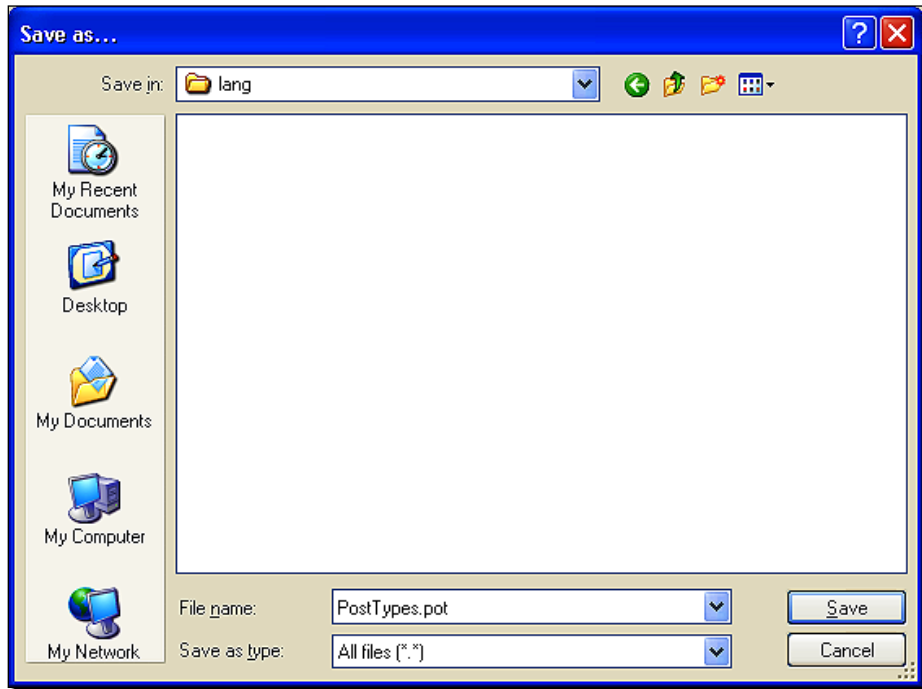 Save as...
Save in:
lang
My Recent
Documents
Desktop
My Documents
My Computer
My Network
File name:
PostTypes.pot
Save
Save as type:
All files (*.*)
Cancel